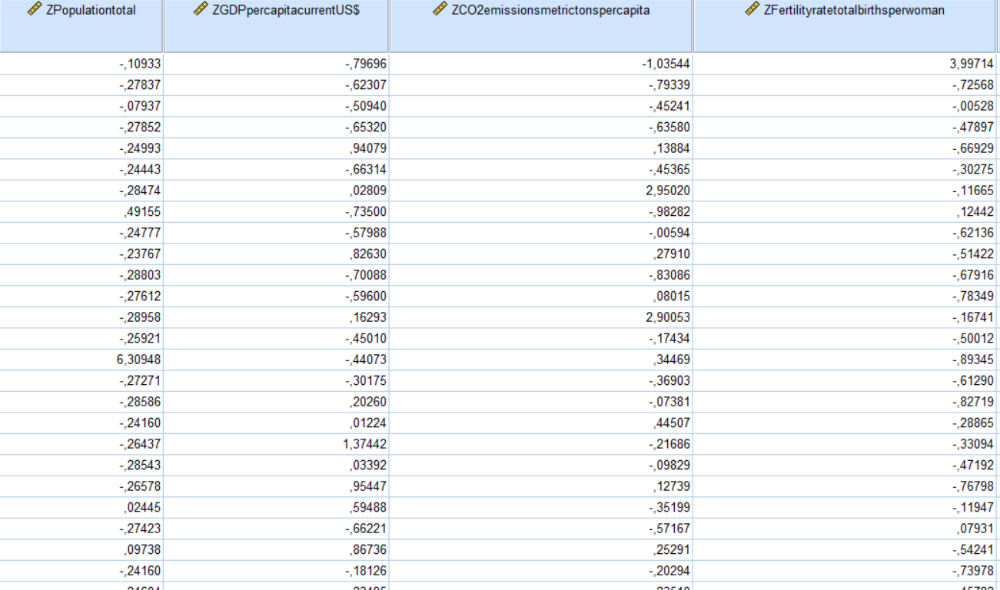 ZPopulationtotal ZGDPpercapitacurrentUS$ ZCO2emissionsmetrictonspercapita ZFertilityratetotalbirthsperwoman
-,10933 -,79696 -1,03544 3,99714
-,27837 -,62307 -,79339 -,72568
-,07937 -,50940 -,45241 -,00528
-,27852 -,65320 -,63580 -,47897
-,24993 ,94079 ,13884 -,66929
-,24443 -,66314 -,45365 -,30275
-,28474 ,02809 2,95020 -,11665
,49155 -,73500 -,98282 ,12442
-,24777 -,57988 -,00594 -,62136
-,23767 ,82630 ,27910 -,51422
-,28803 -,70088 -,83086 -,67916
-,27612 -,59600 ,08015 -,78349
-,28958 ,16293 2,90053 -,16741
-,25921 -,45010 -,17434 -,50012
6,30948 -,44073 ,34469 -,89345
-,27271 -,30175 -,36903 -,61290
-,28586 ,20260 -,07381 -,82719
-,24160 ,01224 ,44507 -,28865
-,26437 1,37442 -,21686 -,33094
-,28543 ,03392 -,09829 -,47192
-,26578 ,95447 ,12739 -,76798
,02445 ,59488 -,35199 -,11947
-,27423 -,66221 -,57167 ,07931
,09738 ,86736 ,25291 -,54241
-,24160 -,18126 -,20294 -,73978